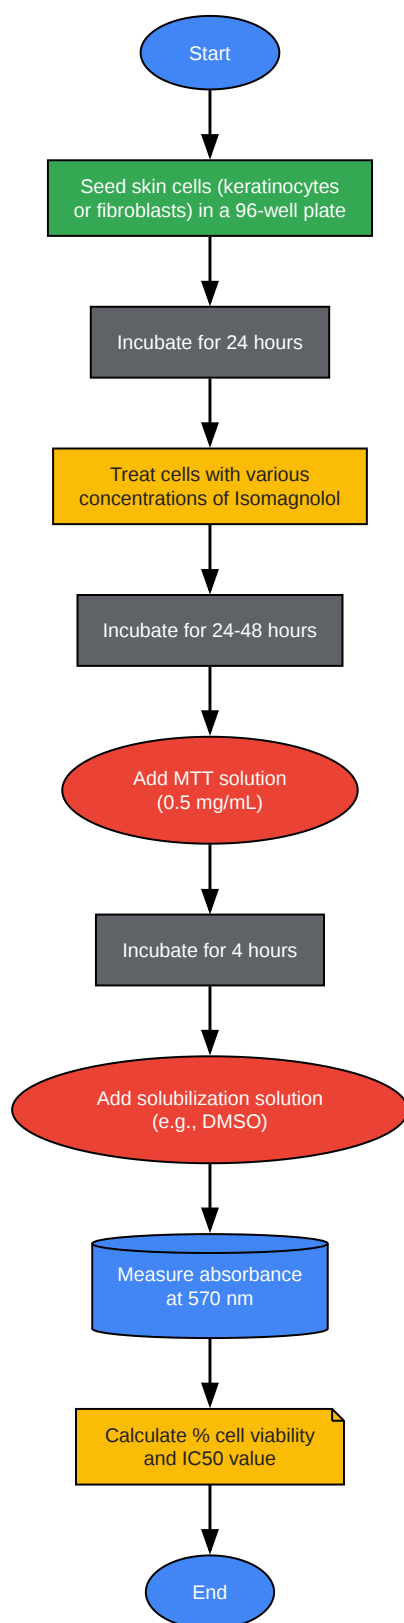 Start
Seed skin cells (keratinocytes
or fibroblasts) in a 96-well plate
Incubate for 24 hours
Treat cells with various
concentrations of Isomagnolol
Incubate for 24-48 hours
Add MTT solution
(0.5 mg/mL)
Incubate for 4 hours
Add solubilization solution
(e.g., DMSO)
Measure absorbance
at 570 nm
Calculate % cell viability
and IC50 value
End